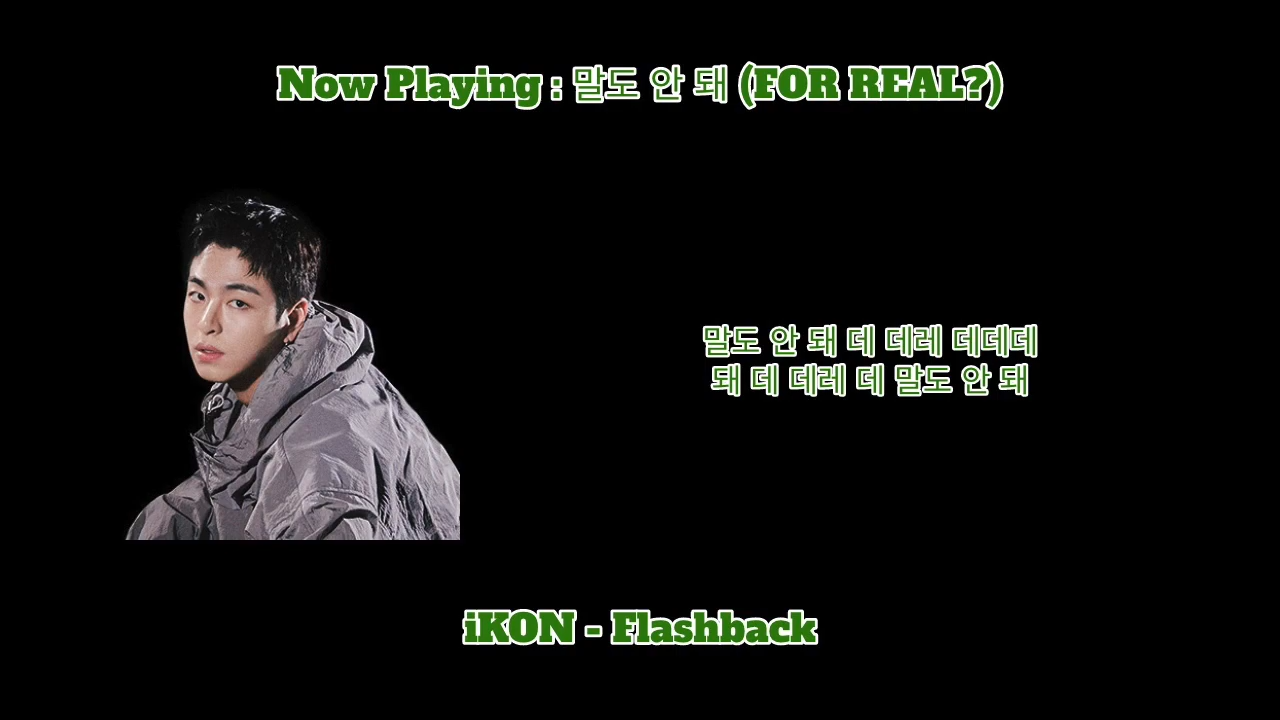 Now Playing : 말도 안 돼 (FOR REAL?)
말도 안 돼 데 데레 데데데
돼 데 데레 데 말도 안 돼
iKON - Flashback